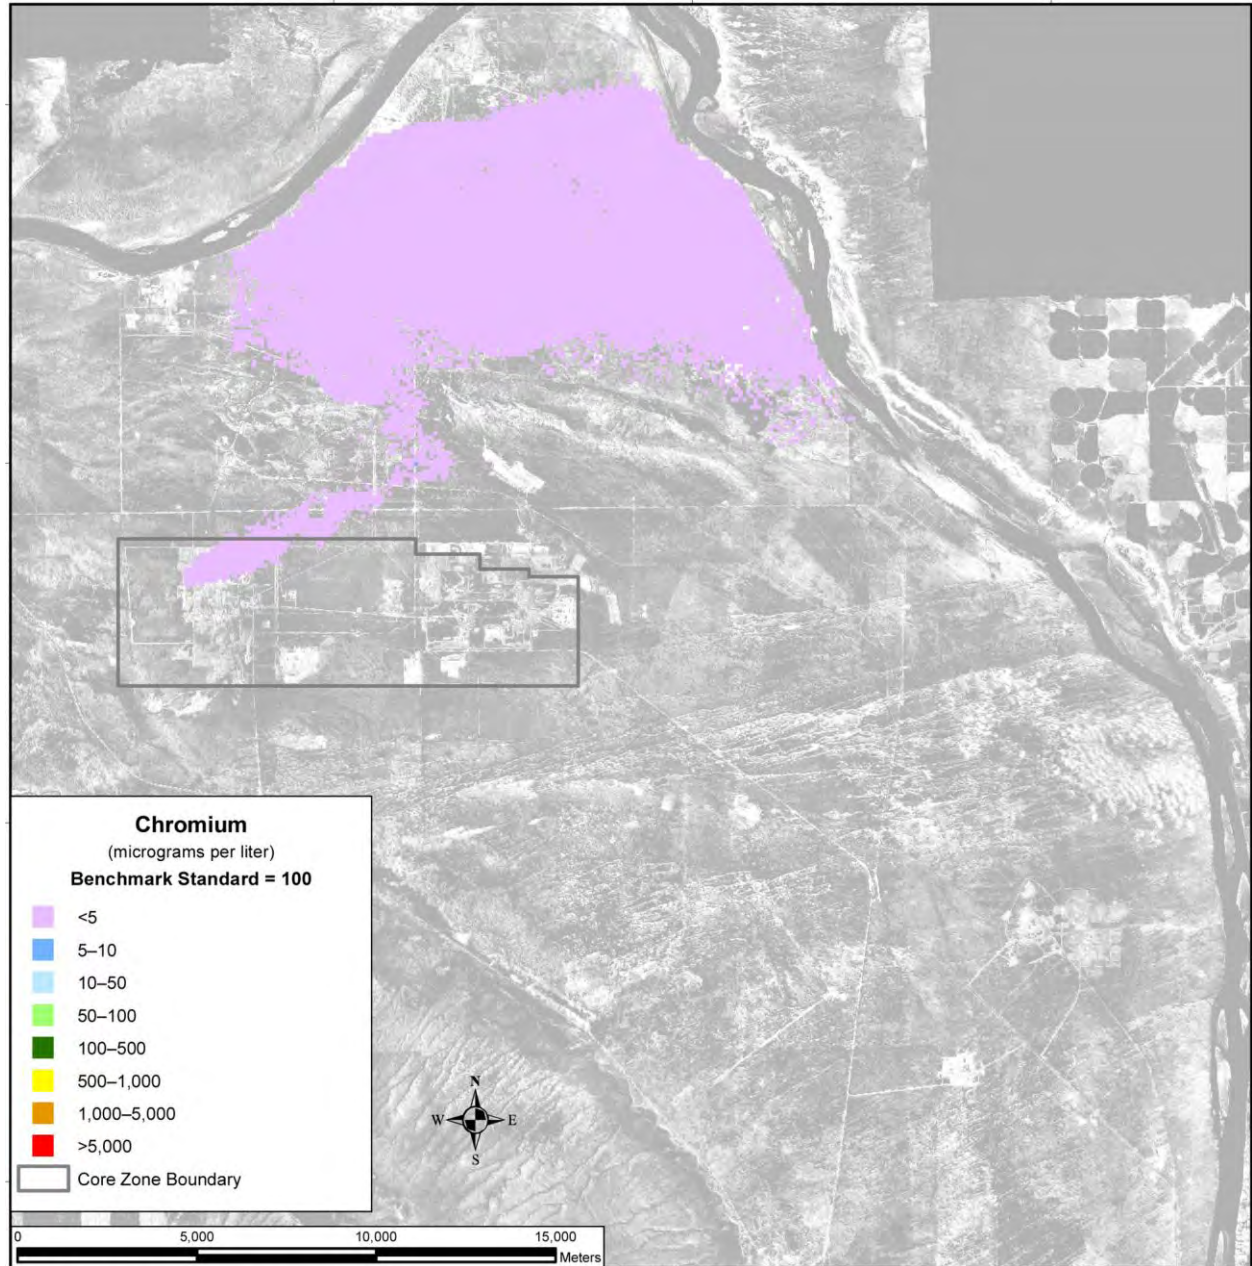 Chromium
(micrograms per liter)
Benchmark Standard = 100
<5
5–10
10–50
50–100
100–500
500–1,000
1,000–5,000
>5,000
Core Zone Boundary
N
W E
S
0 5,000 10,000 15,000
Meters